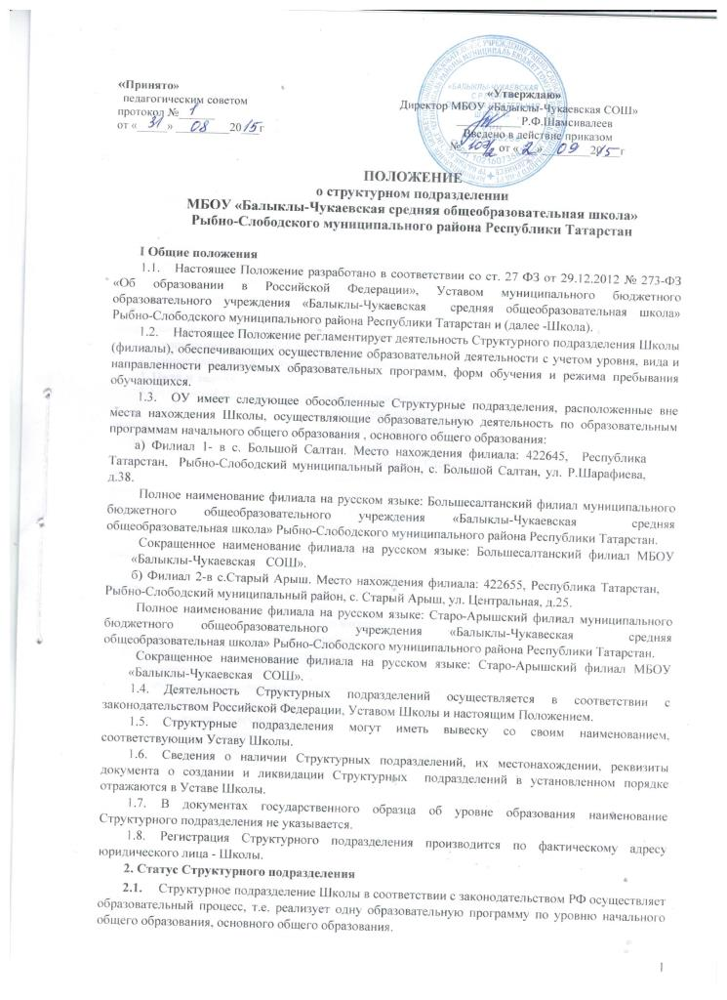 «Принято»
педагогическим советом
протокол № 1
от « 31 » 08 2015г
«Утверждаю»
Директор МБОУ «Балыклы-Чукаевская СОШ»
Р.Ф.Шамсивалеев
Введено в действие приказом
№ от « 2 » 09 2015г
ПОЛОЖЕНИЕ
о структурном подразделении
МБОУ «Балыклы-Чукаевская средняя общеобразовательная школа»
Рыбно-Слободского муниципального района Республики Татарстан
I Общие положения
1.1. Настоящее Положение разработано в соответствии со ст. 27 ФЗ от 29.12.2012 № 273-ФЗ
«Об образовании в Российской Федерации», Уставом муниципального бюджетного
образовательного учреждения «Балыклы-Чукаевская средняя общеобразовательная школа»
Рыбно-Слободского муниципального района Республики Татарстан и (далее -Школа).
1.2. Настоящее Положение регламентирует деятельность Структурного подразделения Школы
(филиалы), обеспечивающих осуществление образовательной деятельности с учетом уровня, вида и
направленности реализуемых образовательных программ, форм обучения и режима пребывания
обучающихся.
1.3. ОУ имеет следующее обособленные Структурные подразделения, расположенные вне
места нахождения Школы, осуществляющие образовательную деятельность по образовательным
программам начального общего образования , основного общего образования:
а) Филиал 1- в с. Большой Салтан. Место нахождения филиала: 422645, Республика
Татарстан, Рыбно-Слободский муниципальный район, с. Большой Салтан, ул. Р.Шарафиева,
д.38.
Полное наименование филиала на русском языке: Большесалтанский филиал муниципального
бюджетного общеобразовательного учреждения «Балыклы-Чукаевская средняя
общеобразовательная школа» Рыбно-Слободского муниципального района Республики Татарстан.
Сокращенное наименование филиала на русском языке: Большесалтанский филиал МБОУ
«Балыклы-Чукаевская СОШ».
б) Филиал 2-в с.Старый Арыш. Место нахождения филиала: 422655, Республика Татарстан,
Рыбно-Слободский муниципальный район, с. Старый Арыш, ул. Центральная, д.25.
Полное наименование филиала на русском языке: Старо-Арышский филиал муниципального
бюджетного общеобразовательного учреждения «Балыклы-Чукавеская средняя
общеобразовательная школа» Рыбно-Слободского муниципального района Республики Татарстан.
Сокращенное наименование филиала на русском языке: Старо-Арышский филиал МБОУ
«Балыклы-Чукаевская СОШ».
1.4. Деятельность Структурных подразделений осуществляется в соответствии с
законодательством Российской Федерации, Уставом Школы и настоящим Положением.
1.5. Структурные подразделения могут иметь вывеску со своим наименованием,
соответствующим Уставу Школы.
1.6. Сведения о наличии Структурных подразделений, их местонахождении, реквизиты
документа о создании и ликвидации Структурных подразделений в установленном порядке
отражаются в Уставе Школы.
1.7. В документах государственного образца об уровне образования наименование
Структурного подразделения не указывается.
1.8. Регистрация Структурного подразделения производится по фактическому адресу
юридического лица - Школы.
2. Статус Структурного подразделения
2.1. Структурное подразделение Школы в соответствии с законодательством РФ осуществляет
образовательный процесс, т.е. реализует одну образовательную программу по уровню начального
общего образования, основного общего образования.
1